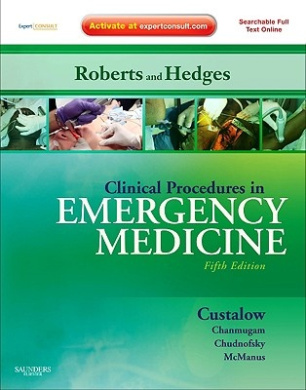 Expert CONSULT
Activate at expertconsult.com
Searchable Full
Text Online
Roberts and Hedges
Clinical Procedures in
EMERGENCY
MEDICINE
Fifth Edition
Custalow
Chanmugam
Chudnofsky
McManus
SAUNDERS
ELSEVIER